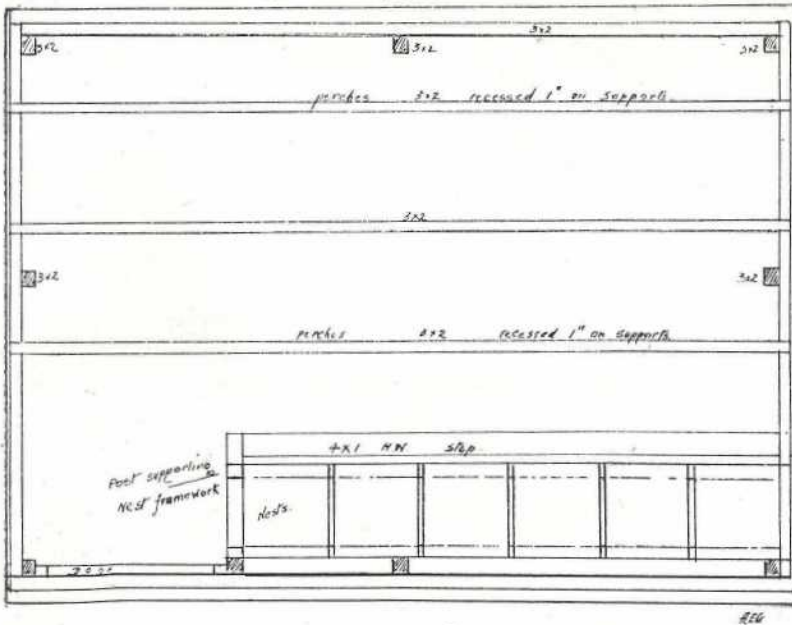 3x2
3x2
3x2
3x2
perches 3x2 recessed 1" on supports
3x2
3x2
3x2
perches 3x2 recessed 1" on supports
4x1 HW step
Post supporting
Nest framework
Nests.